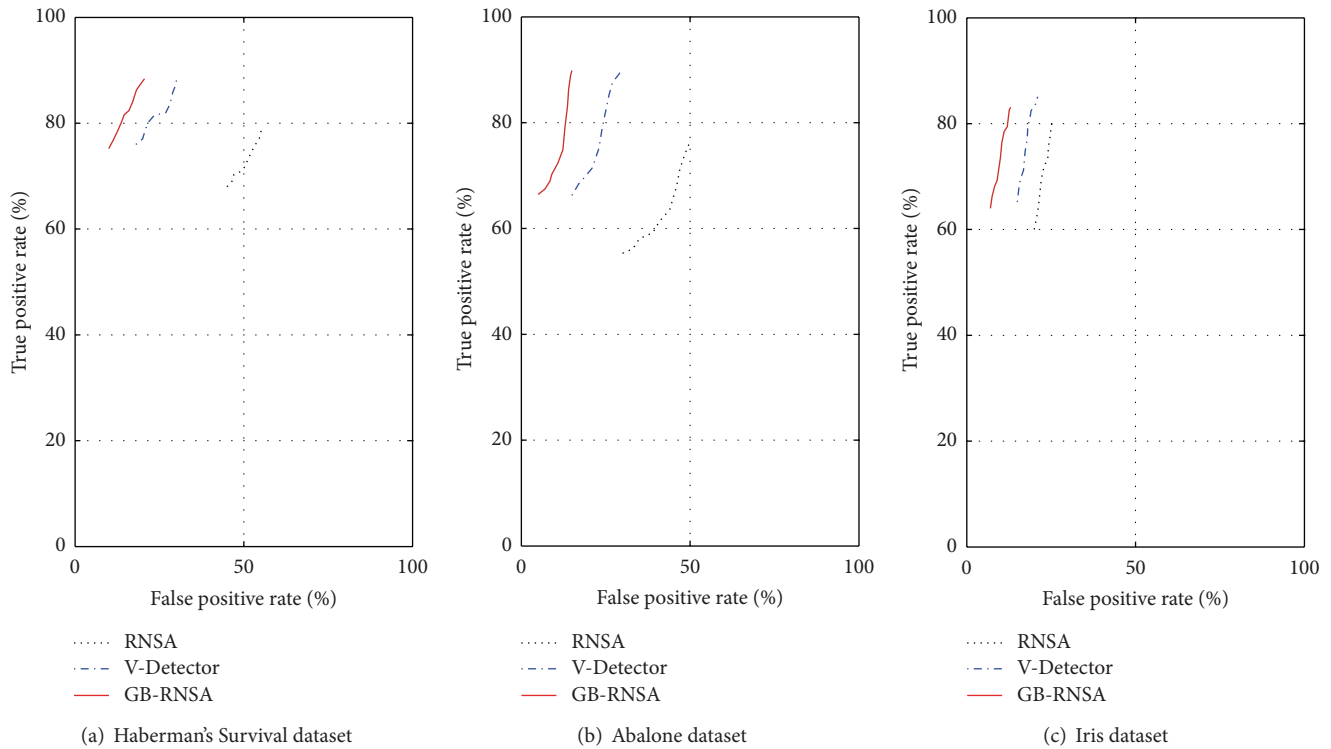 100
80
60
40
20
0
True positive rate (%)
0 50 100
False positive rate (%)
RNSA
V-Detector
GB-RNSA
(a) Haberman's Survival dataset
100
80
60
40
20
0
True positive rate (%)
0 50 100
False positive rate (%)
RNSA
V-Detector
GB-RNSA
(b) Abalone dataset
100
80
60
40
20
0
True positive rate (%)
0 50 100
False positive rate (%)
RNSA
V-Detector
GB-RNSA
(c) Iris dataset